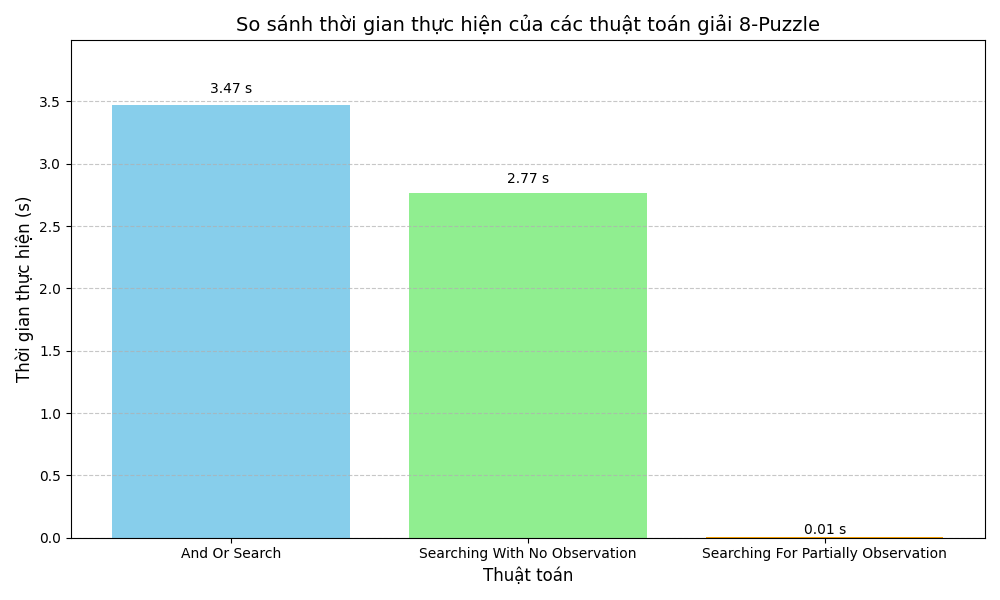 So sánh thời gian thực hiện của các thuật toán giải 8-Puzzle
Thời gian thực hiện (s)
3.5
3.0
2.5
2.0
1.5
1.0
0.5
0.0
3.47 s
2.77 s
0.01 s
And Or Search
Searching With No Observation
Searching For Partially Observation
Thuật toán